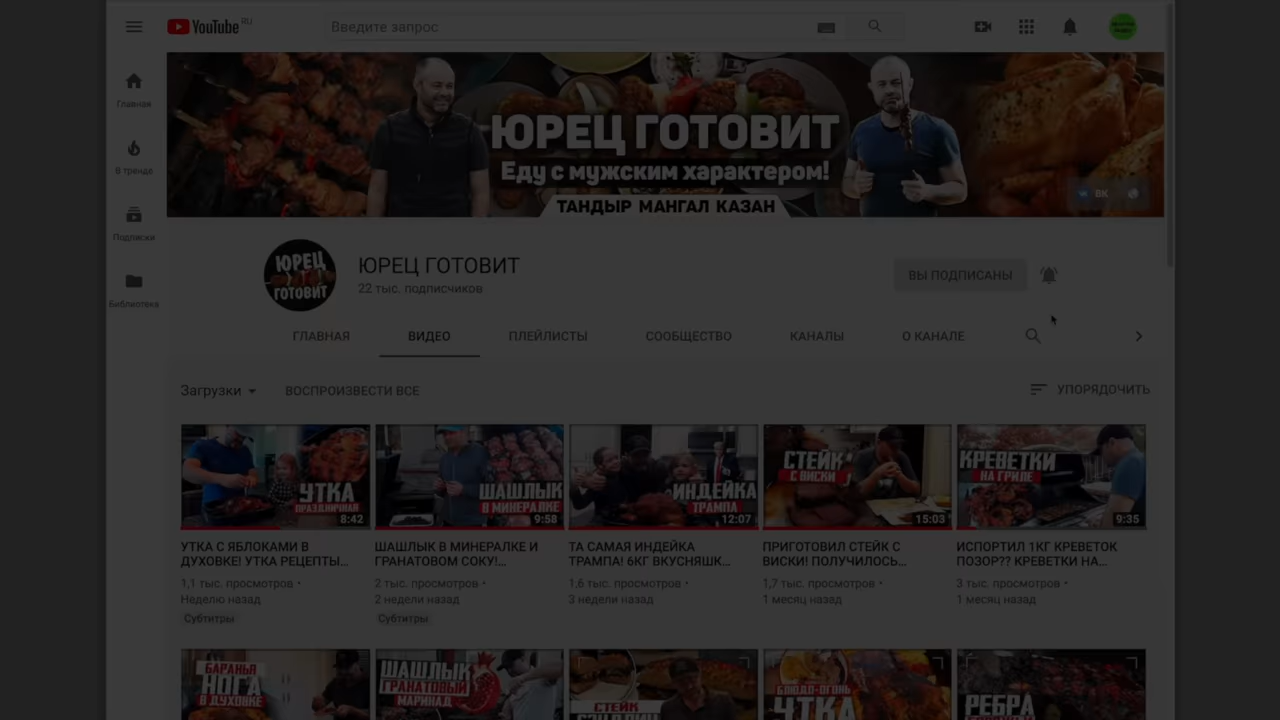 YouTube RU
Введите запрос
Главная
В тренде
Подписки
Библиотека
ЮРЕЦ ГОТОВИТ
Еду с мужским характером!
ТАНДЫР МАНГАЛ КАЗАН
ВК
ЮРЕЦ
ГОТОВИТ
ЮРЕЦ ГОТОВИТ
22 тыс. подписчиков
ВЫ ПОДПИСАНЫ
ГЛАВНАЯ ВИДЕО ПЛЕЙЛИСТЫ СООБЩЕСТВО КАНАЛЫ О КАНАЛЕ
Загрузки ВОСПРОИЗВЕСТИ ВСЕ УПОРЯДОЧИТЬ
УТКА
ПРАЗДНИЧНАЯ
8:42
УТКА С ЯБЛОКАМИ В
ДУХОВКЕ! УТКА РЕЦЕПТЫ...
1,1 тыс. просмотров •
Неделю назад
Субтитры
ШАШЛЫК
В МИНЕРАЛКЕ
9:58
ШАШЛЫК В МИНЕРАЛКЕ И
ГРАНАТОВОМ СОКУ!...
2 тыс. просмотров •
2 недели назад
Субтитры
ИНДЕЙКА
ТРАМПА
12:07
ТА САМАЯ ИНДЕЙКА
ТРАМПА! 6КГ ВКУСНЯШК...
1,6 тыс. просмотров •
3 недели назад
СТЕЙК
С ВИСКИ
15:03
ПРИГОТОВИЛ СТЕЙК С
ВИСКИ! ПОЛУЧИЛОСЬ...
1,7 тыс. просмотров •
1 месяц назад
КРЕВЕТКИ
НА ГРИЛЕ
9:35
ИСПОРТИЛ 1КГ КРЕВЕТОК
ПОЗОР?? КРЕВЕТКИ НА...
3 тыс. просмотров •
1 месяц назад
БАРАНЬЯ
НОГА
В ДУХОВКЕ
ШАШЛЫК
ГРАНАТОВЫЙ
МАРИНАД
СТЕЙК
БЛЮДО-ОГОНЬ
УТКА
РЕБРА